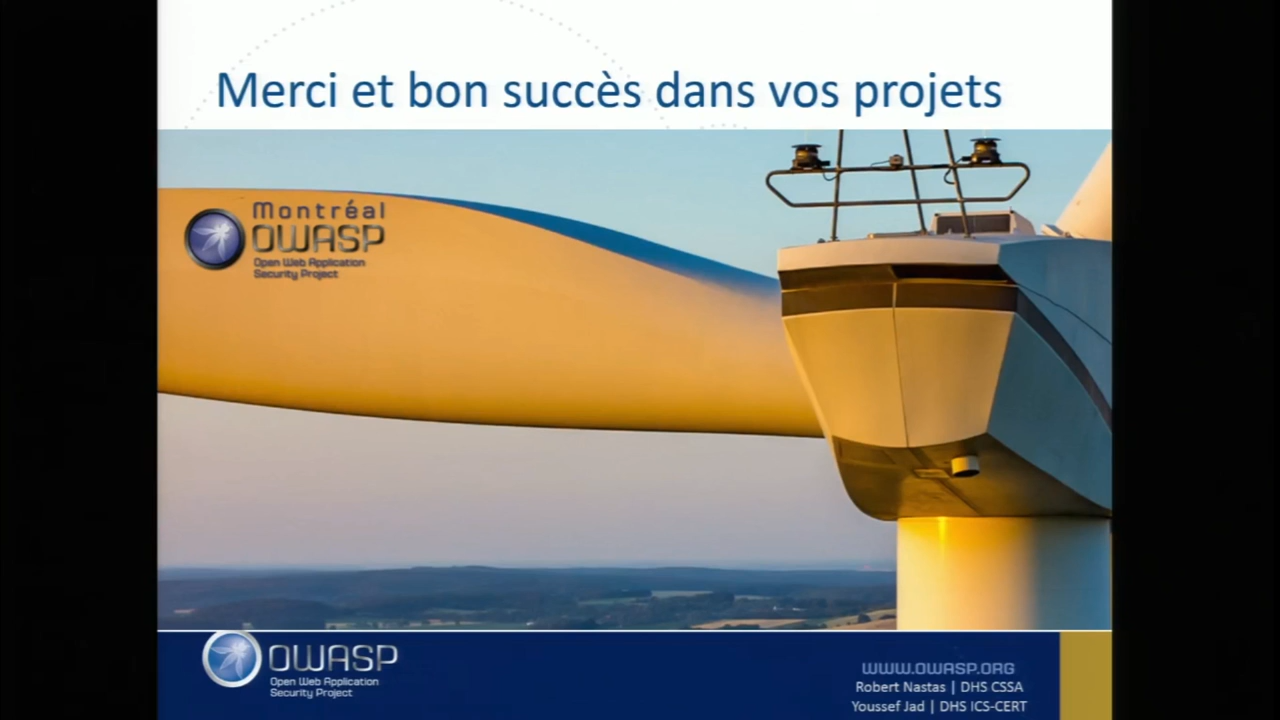 Merci et bon succès dans vos projets
Montréal
OWASP
Open Web Application
Security Project
OWASP
Open Web Application
Security Project
WWW.OWASP.ORG
Robert Nastas | DHS CSSA
Youssef Jad | DHS ICS-CERT